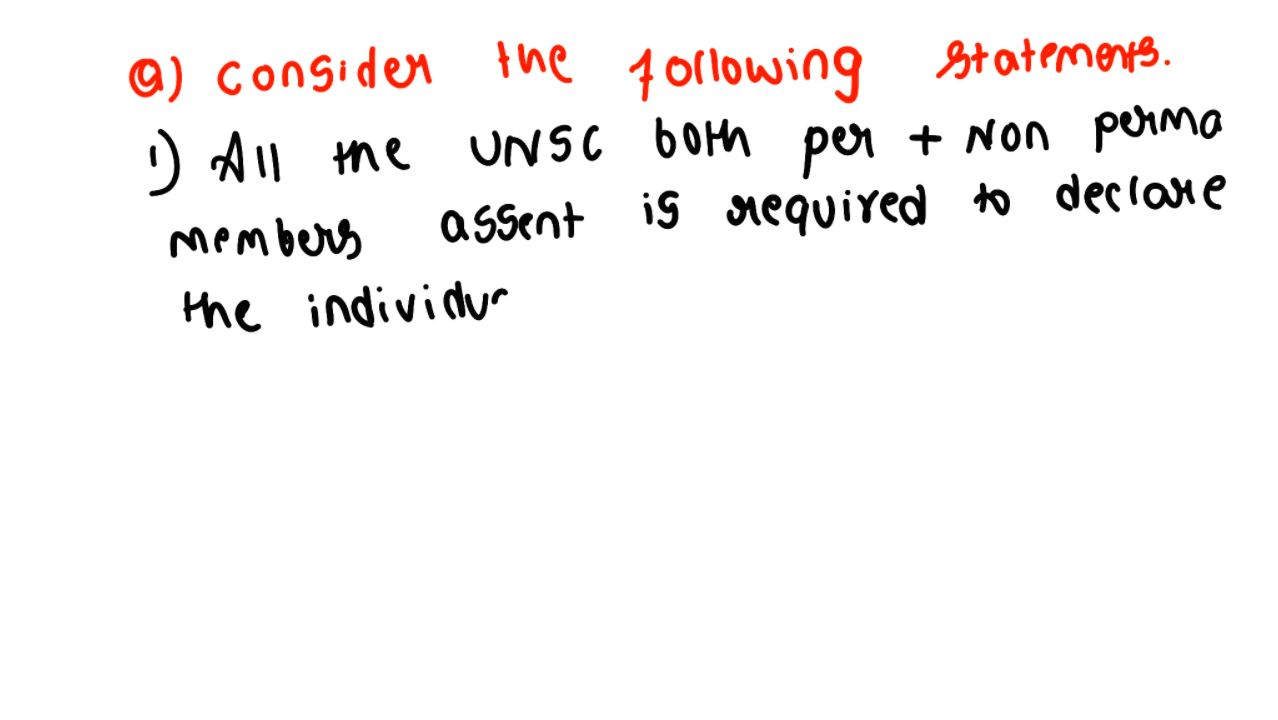 Q) consider the following statements.
1) All the UNSC both per + Non perma
members assent is required to declare
the individu